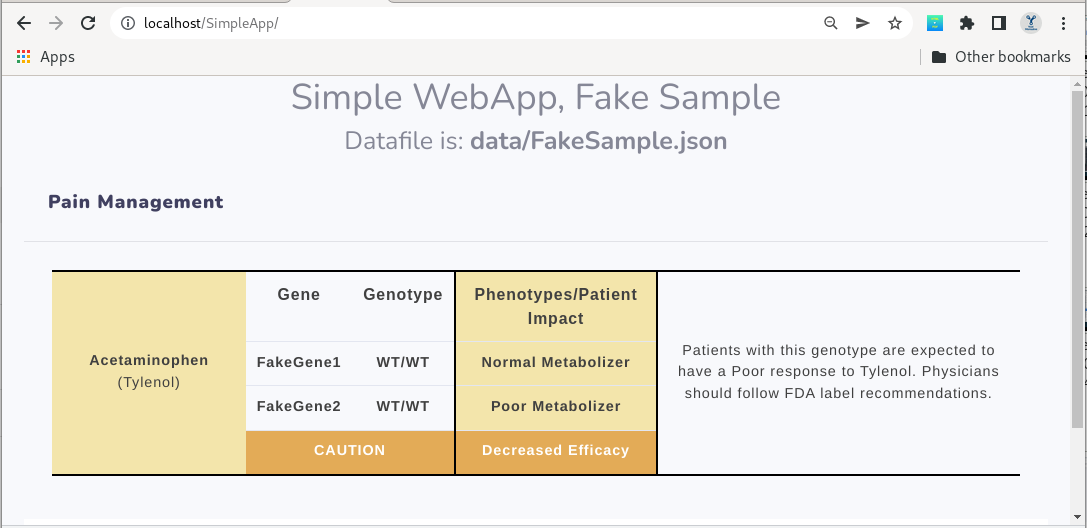 localhost/SimpleApp/
Apps
Other bookmarks
Simple WebApp, Fake Sample
Datafile is: data/FakeSample.json
Pain Management
Gene Genotype Phenotypes/Patient
Impact
Acetaminophen
(Tylenol)
FakeGene1 WT/WT Normal Metabolizer
FakeGene2 WT/WT Poor Metabolizer
CAUTION Decreased Efficacy
Patients with this genotype are expected to
have a Poor response to Tylenol. Physicians
should follow FDA label recommendations.